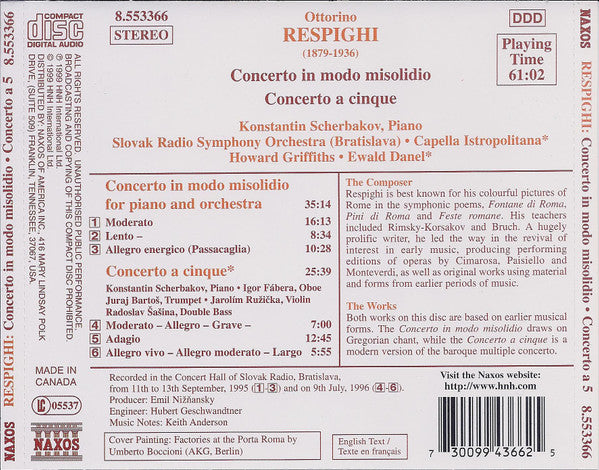 NAXOS RESPIGHI: Concerto in modo misolidio • Concerto a 5 8.553366
COMPACT
disc
DIGITAL AUDIO
ALL RIGHTS RESERVED. UNAUTHORISED PUBLIC PERFORMANCE,
BROADCASTING AND COPYING OF THIS COMPACT DISC PROHIBITED.
℗ 1999 HNH International Ltd.
© 1999 HNH International Ltd.
DISTRIBUTED BY: NAXOS OF AMERICA INC., 416 MARY LINDSAY POLK
DRIVE, (SUITE 509) FRANKLIN, TENNESSEE, 37067, USA.
MADE IN
CANADA
LC 05537
NAXOS
8.553366
STEREO
Ottorino
RESPIGHI
(1879-1936)
DDD
Playing
Time
61:02
Concerto in modo misolidio
Concerto a cinque
Konstantin Scherbakov, Piano
Slovak Radio Symphony Orchestra (Bratislava) • Capella Istropolitana*
Howard Griffiths • Ewald Danel*
Concerto in modo misolidio
for piano and orchestra 35:14
1 Moderato 16:13
2 Lento – 8:33
3 Allegro energico (Passacaglia) 10:28
Concerto a cinque* 25:39
Konstantin Scherbakov, Piano • Igor Fábera, Oboe
Juraj Bartoš, Trumpet • Jarolím Ružička, Violin
Radoslav Šašina, Double Bass
4 Moderato – Allegro – Grave – 7:00
5 Adagio 12:45
6 Allegro vivo – Allegro moderato – Largo 5:55
The Composer
Respighi is best known for his colourful pictures of
Rome in the symphonic poems, Fontane di Roma,
Pini di Roma and Feste romane. His teachers
included Rimsky-Korsakov and Bruch. A hugely
prolific writer, he led the way in the revival of
interest in early music, producing performing
editions of operas by Cimarosa, Paisiello and
Monteverdi, as well as original works using material
and forms from earlier periods of music.
The Works
Both works on this disc are based on earlier musical
forms. The Concerto in modo misolidio draws on
Gregorian chant, while the Concerto a cinque is a
modern version of the baroque multiple concerto.
Recorded in the Concert Hall of Slovak Radio, Bratislava,
from 11th to 13th September, 1995 (1-3) and on 9th July, 1996 (4-6).
Producer: Emil Nižňansky
Engineer: Hubert Geschwandtner
Music Notes: Keith Anderson
Cover Painting: Factories at the Porta Roma by
Umberto Boccioni (AKG, Berlin)
English Text /
Texte en français
Visit the Naxos website:
http://www.hnh.com
7 30099 43662 5
NAXOS RESPIGHI: Concerto in modo misolidio • Concerto a 5 8.553366